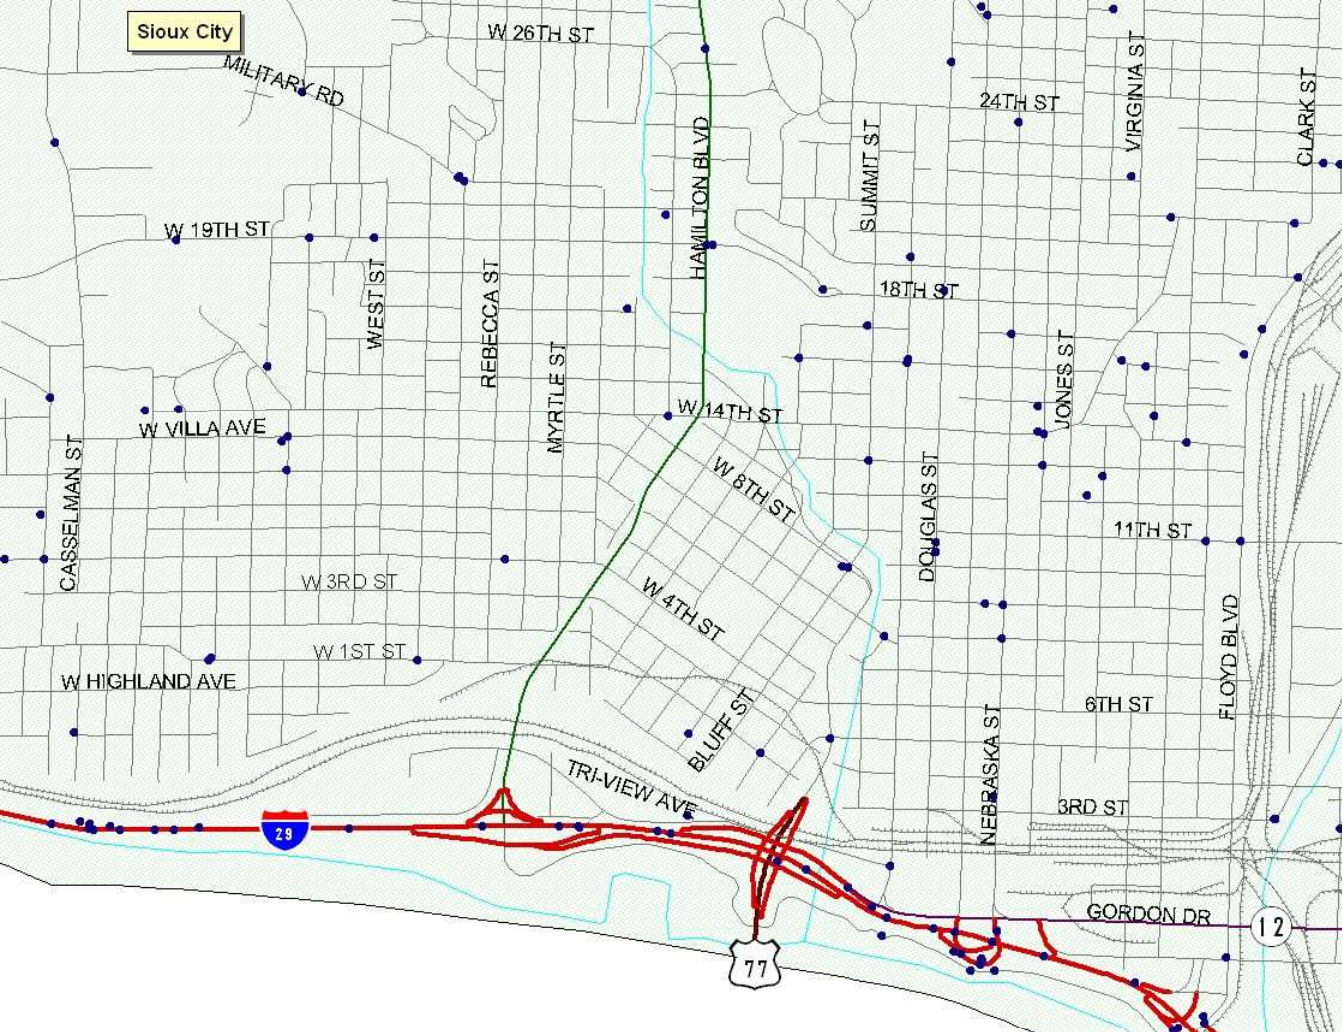 Sioux City
W 26TH ST
MILITARY RD
24TH ST
VIRGINIA ST
CLARK ST
HAMILTON BLVD
SUMMIT ST
W 19TH ST
WEST ST
REBECCA ST
18TH ST
MYRTLE ST
JONES ST
W 14TH ST
W VILLA AVE
CASSELMAN ST
W 8TH ST
DOUGLAS ST
11TH ST
W 3RD ST
W 4TH ST
FLOYD BLVD
W 1ST ST
W HIGHLAND AVE
BLUFF ST
6TH ST
NEBRASKA ST
TRI-VIEW AVE
3RD ST
29
GORDON DR
12
77